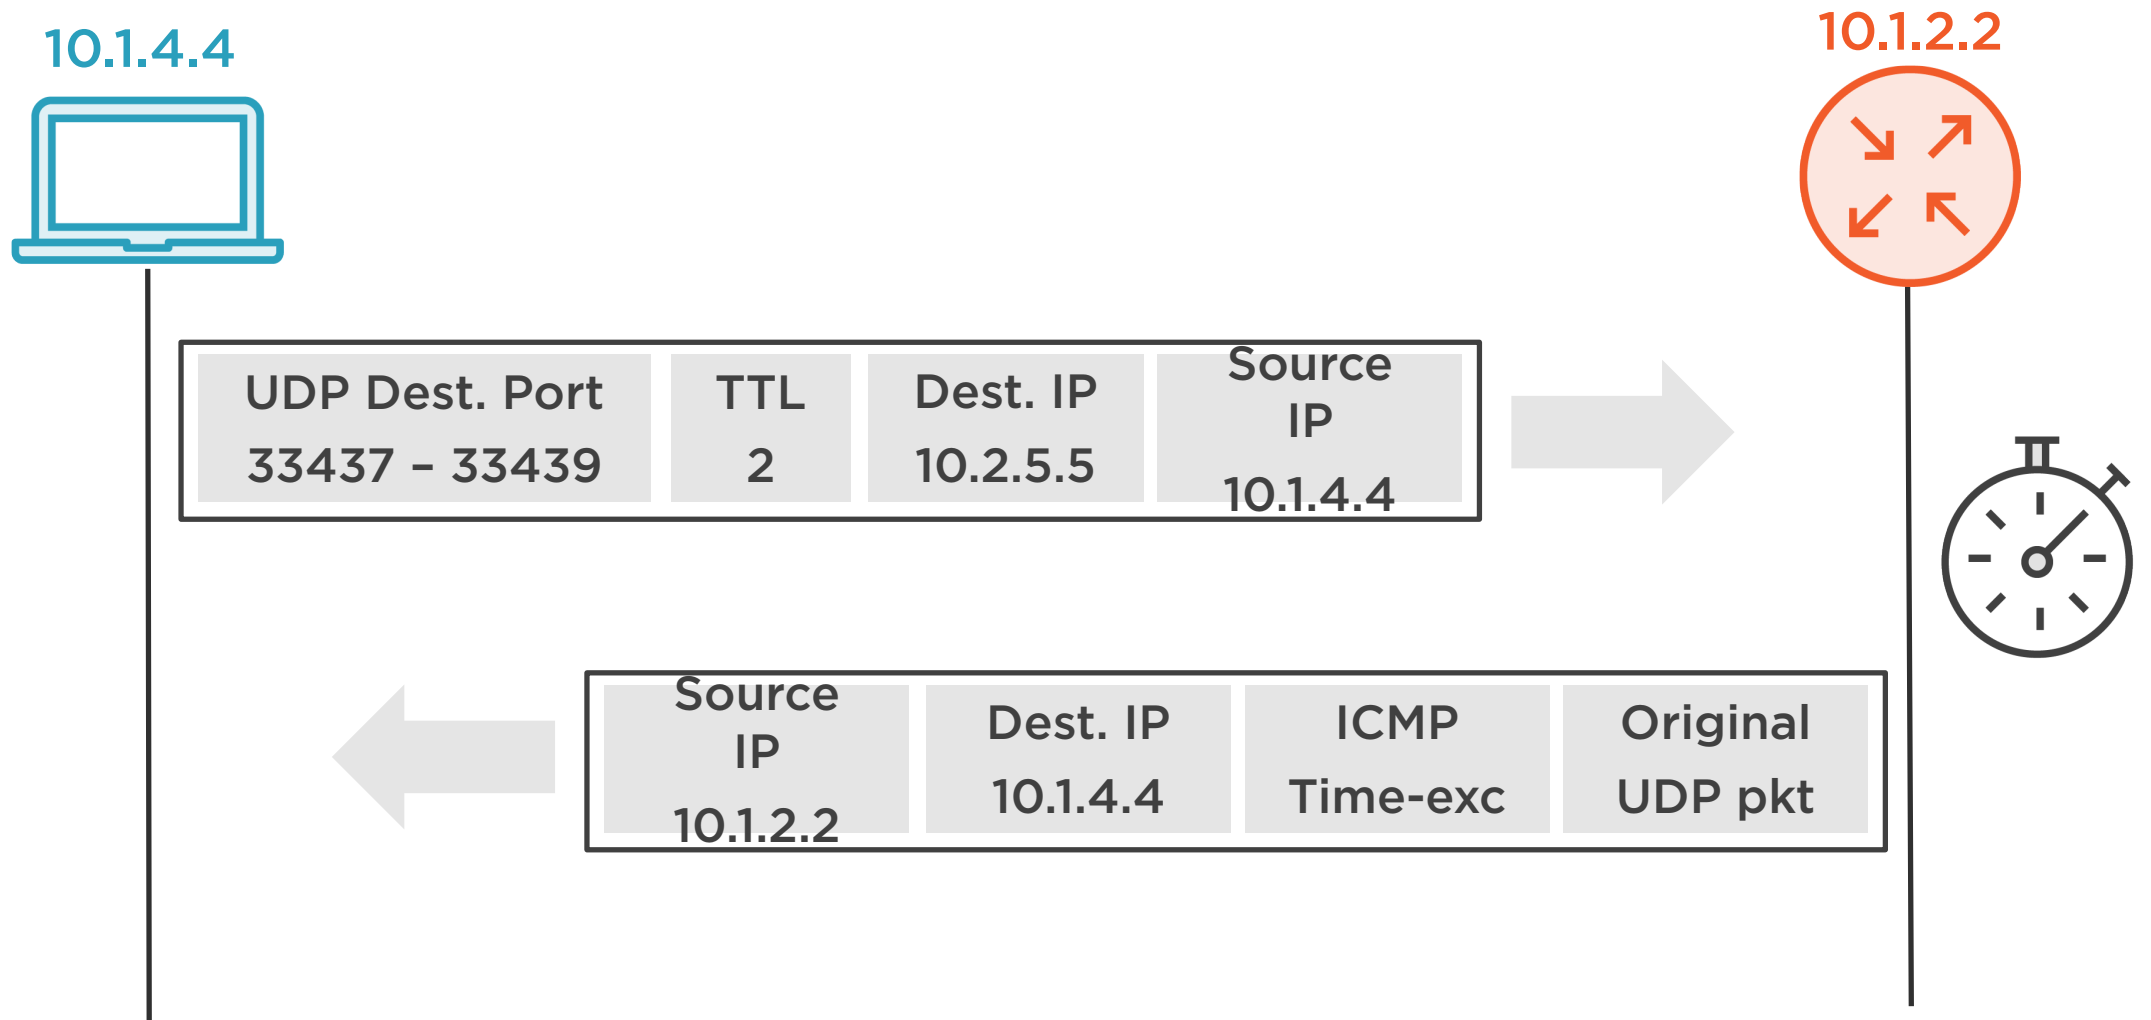 10.1.4.4
10.1.2.2
UDP Dest. Port
33437 – 33439
TTL
2
Dest. IP
10.2.5.5
Source
IP
10.1.4.4
Source
IP
10.1.2.2
Dest. IP
10.1.4.4
ICMP
Time-exc
Original
UDP pkt